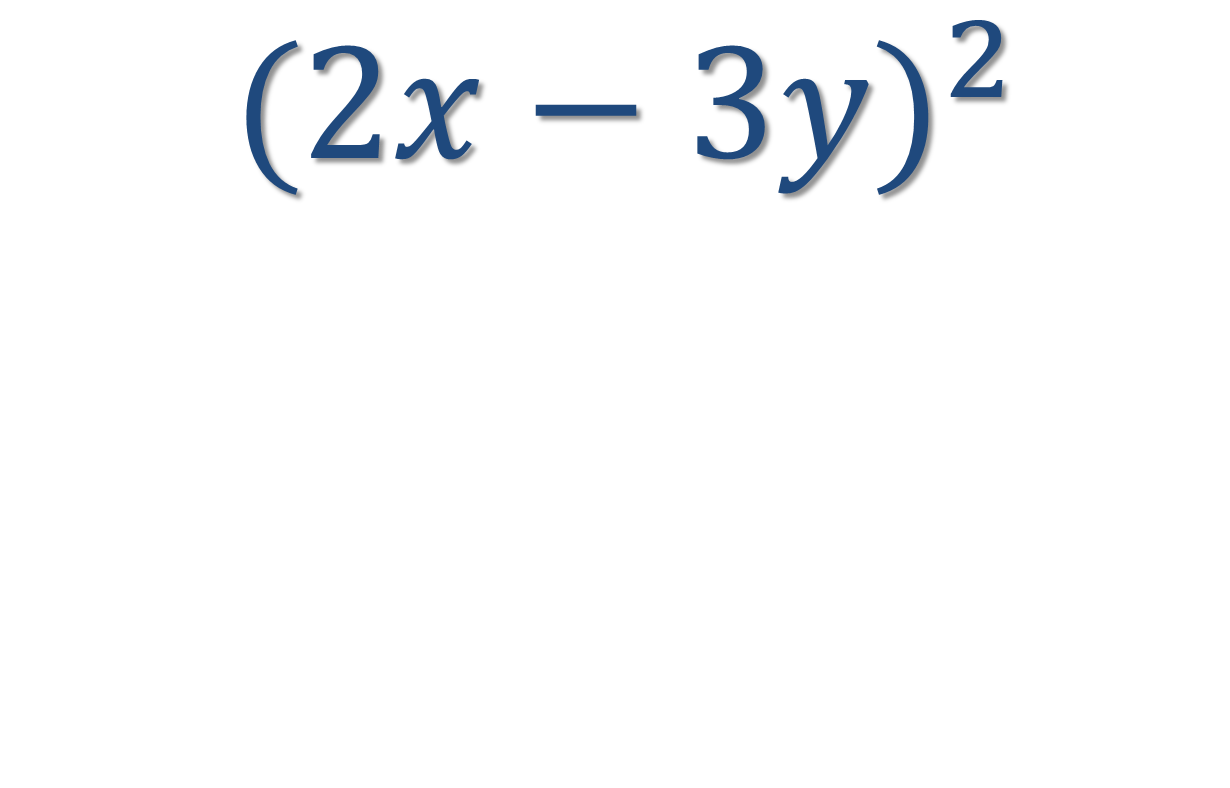 (2x − 3y)²